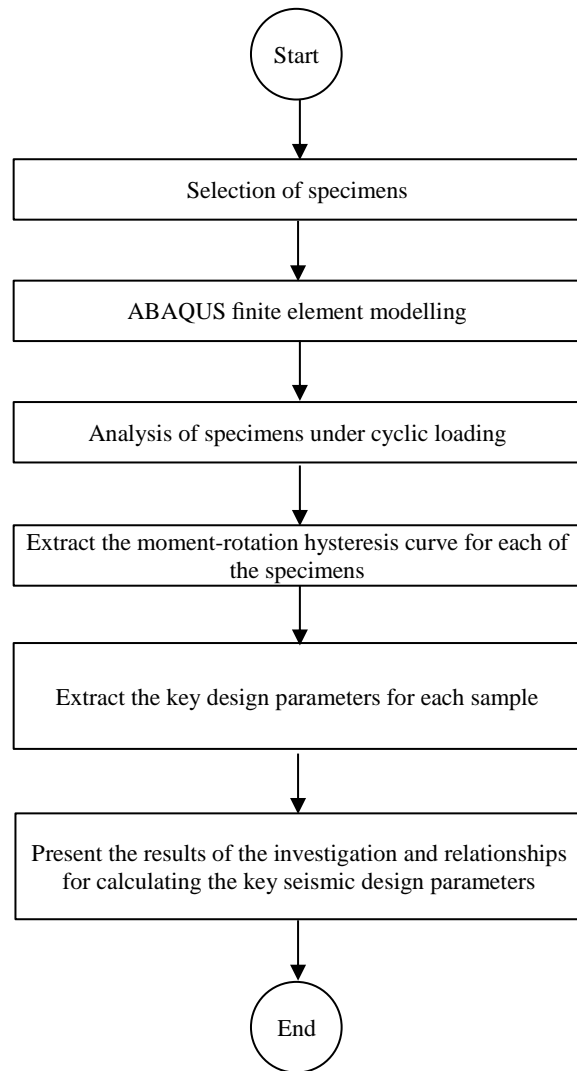 Start
Selection of specimens
ABAQUS finite element modelling
Analysis of specimens under cyclic loading
Extract the moment-rotation hysteresis curve for each of
the specimens
Extract the key design parameters for each sample
Present the results of the investigation and relationships
for calculating the key seismic design parameters
End